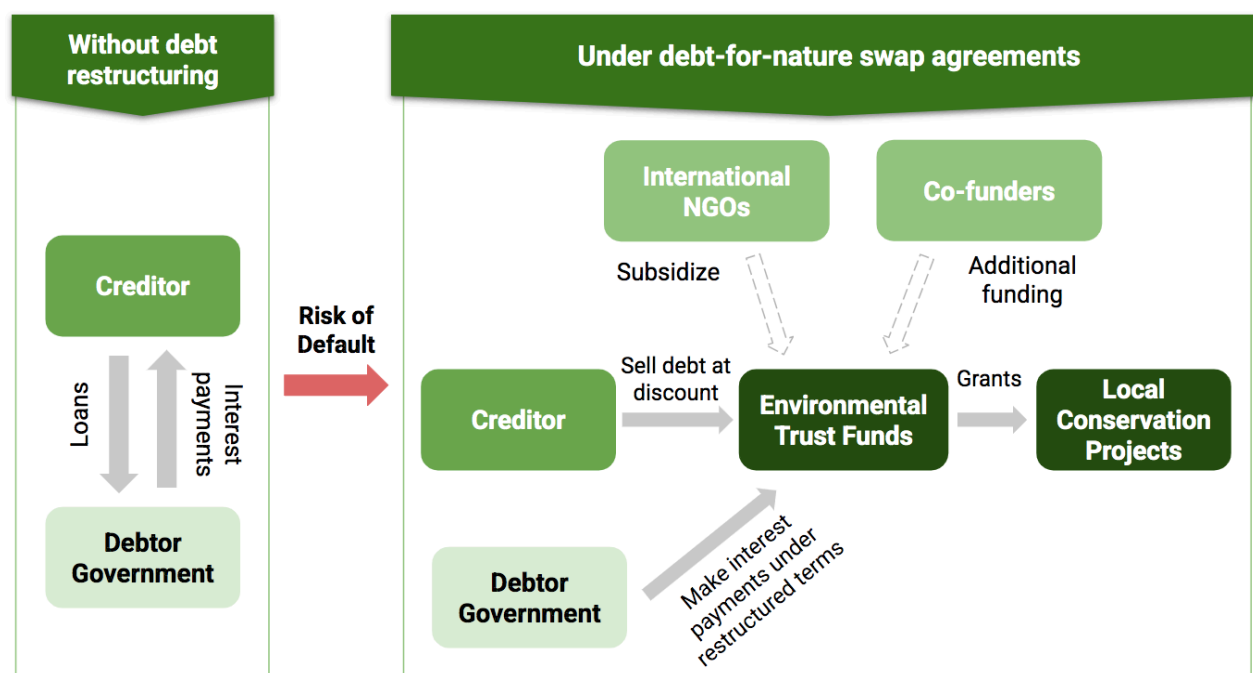 Without debt
restructuring
Under debt-for-nature swap agreements
Creditor
Loans
Interest
payments
Debtor
Government
Risk of
Default
International
NGOs
Co-funders
Subsidize
Additional
funding
Creditor
Sell debt at
discount
Environmental
Trust Funds
Grants
Local
Conservation
Projects
Debtor
Government
Make interest
payments under
restructured terms